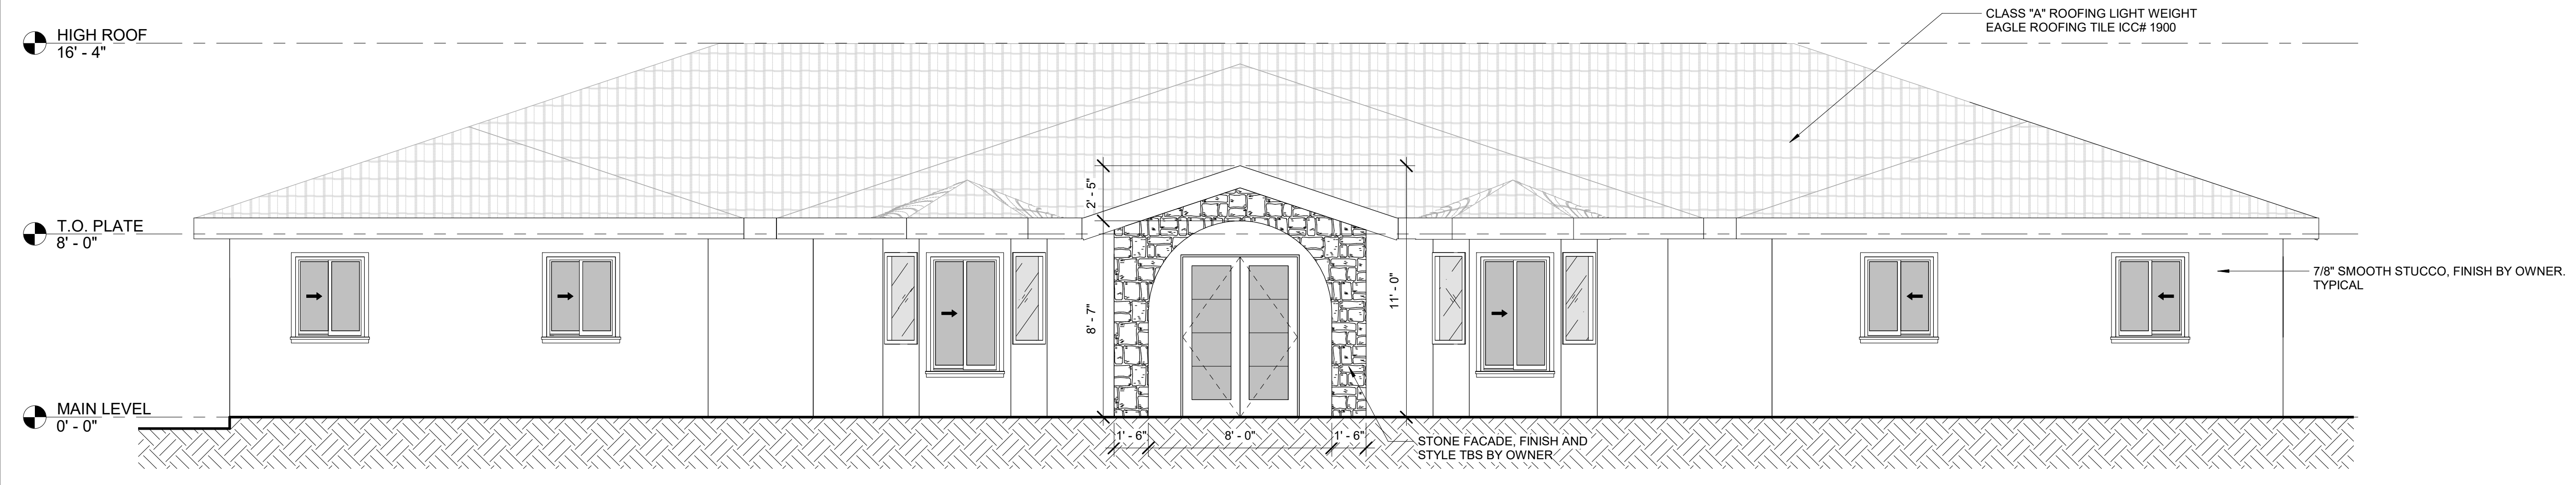 CLASS "A" ROOFING LIGHT WEIGHT
EAGLE ROOFING TILE ICC# 1900
HIGH ROOF
16' - 4"
2' - 5"
T.O. PLATE
8' - 0"
7/8" SMOOTH STUCCO, FINISH BY OWNER.
TYPICAL
11' - 0"
8' - 7"
MAIN LEVEL
0' - 0"
1' - 6"
8' - 0"
1' - 6"
STONE FACADE, FINISH AND
STYLE TBS BY OWNER